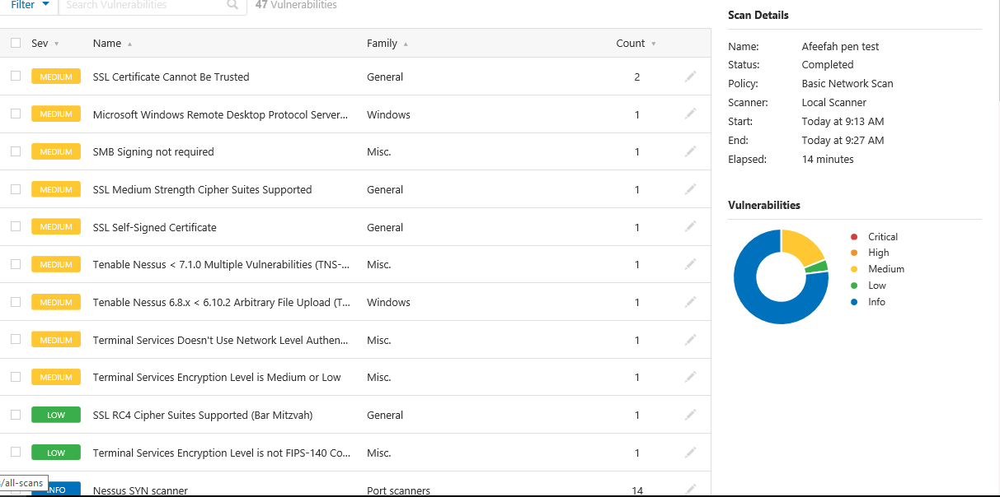 Filter Search Vulnerabilities 47 Vulnerabilities
Sev Name Family Count
MEDIUM SSL Certificate Cannot Be Trusted General 2
MEDIUM Microsoft Windows Remote Desktop Protocol Server... Windows 1
MEDIUM SMB Signing not required Misc. 1
MEDIUM SSL Medium Strength Cipher Suites Supported General 1
MEDIUM SSL Self-Signed Certificate General 1
MEDIUM Tenable Nessus < 7.1.0 Multiple Vulnerabilities (TNS-... Misc. 1
MEDIUM Tenable Nessus 6.8.x < 6.10.2 Arbitrary File Upload (T... Windows 1
MEDIUM Terminal Services Doesn't Use Network Level Authen... Misc. 1
MEDIUM Terminal Services Encryption Level is Medium or Low Misc. 1
LOW SSL RC4 Cipher Suites Supported (Bar Mitzvah) General 1
LOW Terminal Services Encryption Level is not FIPS-140 Co... Misc. 1
/all-scans
INFO Nessus SYN scanner Port scanners 14
Scan Details
Name: Afeefah pen test
Status: Completed
Policy: Basic Network Scan
Scanner: Local Scanner
Start: Today at 9:13 AM
End: Today at 9:27 AM
Elapsed: 14 minutes
Vulnerabilities
Critical
High
Medium
Low
Info